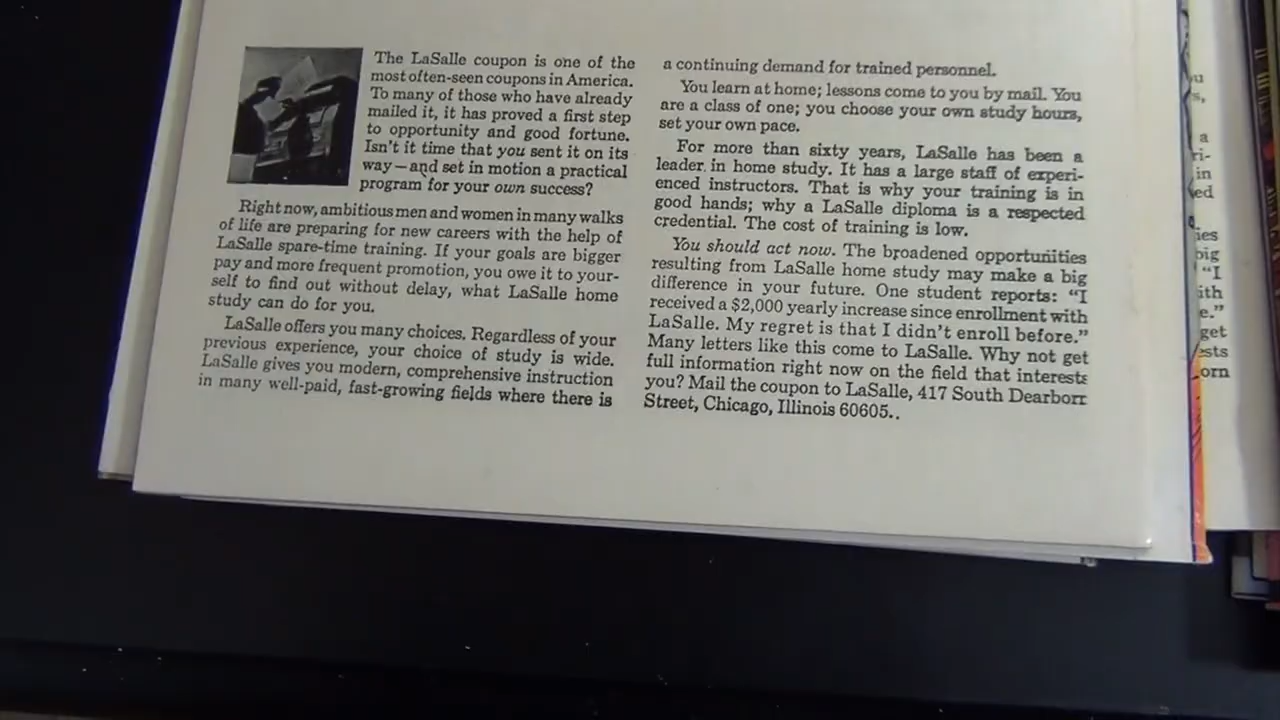 The LaSalle coupon is one of the
most often-seen coupons in America.
To many of those who have already
mailed it, it has proved a first step
to opportunity and good fortune.
Isn't it time that you sent it on its
way—and set in motion a practical
program for your own success?
Right now, ambitious men and women in many walks
of life are preparing for new careers with the help of
LaSalle spare-time training. If your goals are bigger
pay and more frequent promotion, you owe it to your-
self to find out without delay, what LaSalle home
study can do for you.
LaSalle offers you many choices. Regardless of your
previous experience, your choice of study is wide.
LaSalle gives you modern, comprehensive instruction
in many well-paid, fast-growing fields where there is
a continuing demand for trained personnel.
You learn at home; lessons come to you by mail. You
are a class of one; you choose your own study hours,
set your own pace.
For more than sixty years, LaSalle has been a
leader in home study. It has a large staff of experi-
enced instructors. That is why your training is in
good hands; why a LaSalle diploma is a respected
credential. The cost of training is low.
You should act now. The broadened opportunities
resulting from LaSalle home study may make a big
difference in your future. One student reports: “I
received a $2,000 yearly increase since enrollment with
LaSalle. My regret is that I didn't enroll before.”
Many letters like this come to LaSalle. Why not get
full information right now on the field that interests
you? Mail the coupon to LaSalle, 417 South Dearborn
Street, Chicago, Illinois 60605..
a
ri-
in
ed
ies
big
“I
ith
e.”
get
ests
orn